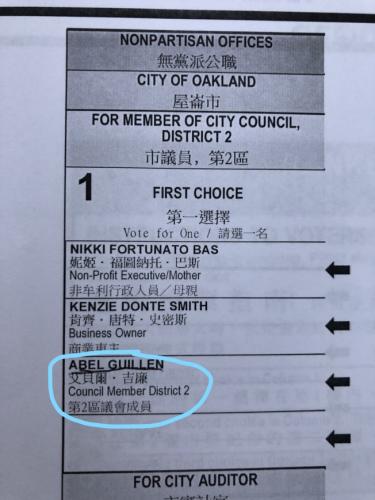 NONPARTISAN OFFICES
無黨派公職
CITY OF OAKLAND
屋崙市
FOR MEMBER OF CITY COUNCIL,
DISTRICT 2
市議員，第2區
1 FIRST CHOICE
第一選擇
Vote for One / 請選一名
NIKKI FORTUNATO BAS
妮姬・福圖納托・巴斯
Non-Profit Executive/Mother
非牟利行政人員／母親
KENZIE DONTE SMITH
肯齊・唐特・史密斯
Business Owner
商業東主
ABEL GUILLEN
艾貝爾・吉廉
Council Member District 2
第2區議會成員
FOR CITY AUDITOR